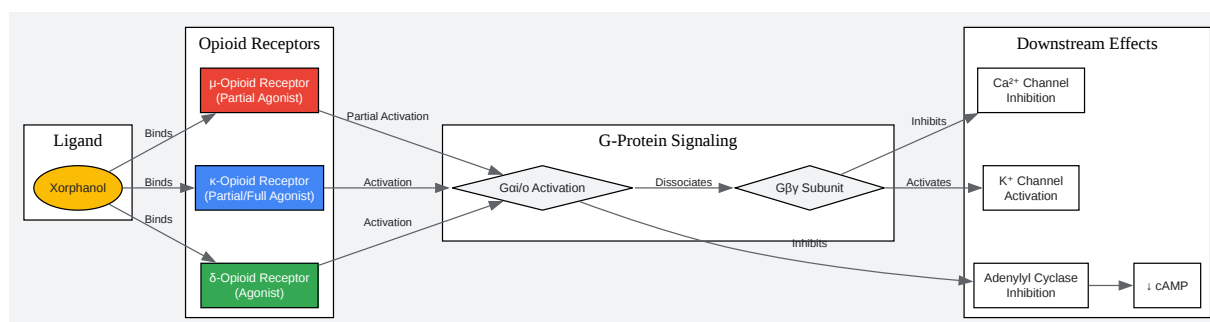 Opioid Receptors
Downstream Effects
μ-Opioid Receptor
(Partial Agonist)
Ca²⁺ Channel
Inhibition
Partial Activation
Inhibits
Ligand
Binds
G-Protein Signaling
Xorphanol
Binds
κ-Opioid Receptor
(Partial/Full Agonist)
Activation
Gαi/o Activation
Dissociates
Gβγ Subunit
Activates
K⁺ Channel
Activation
Binds
Activation
Inhibits
δ-Opioid Receptor
(Agonist)
Adenylyl Cyclase
Inhibition
↓ cAMP